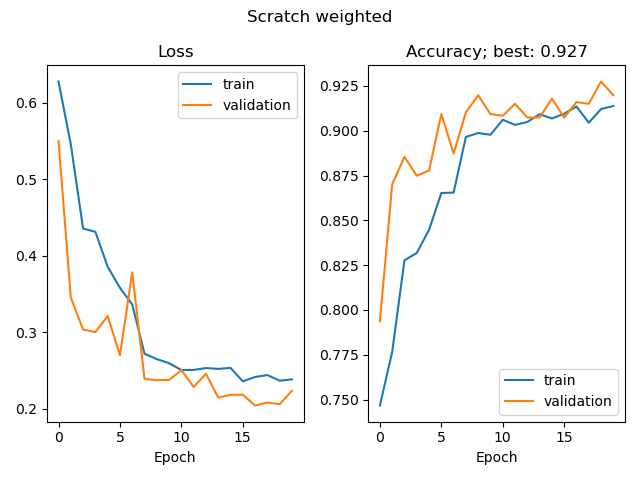 Scratch weighted
Loss
train
validation
0.6
0.5
0.4
0.3
0.2
0
5
10
15
Epoch
Accuracy; best: 0.927
0.925
0.900
0.875
0.850
0.825
0.800
0.775
0.750
train
validation
0
5
10
15
Epoch